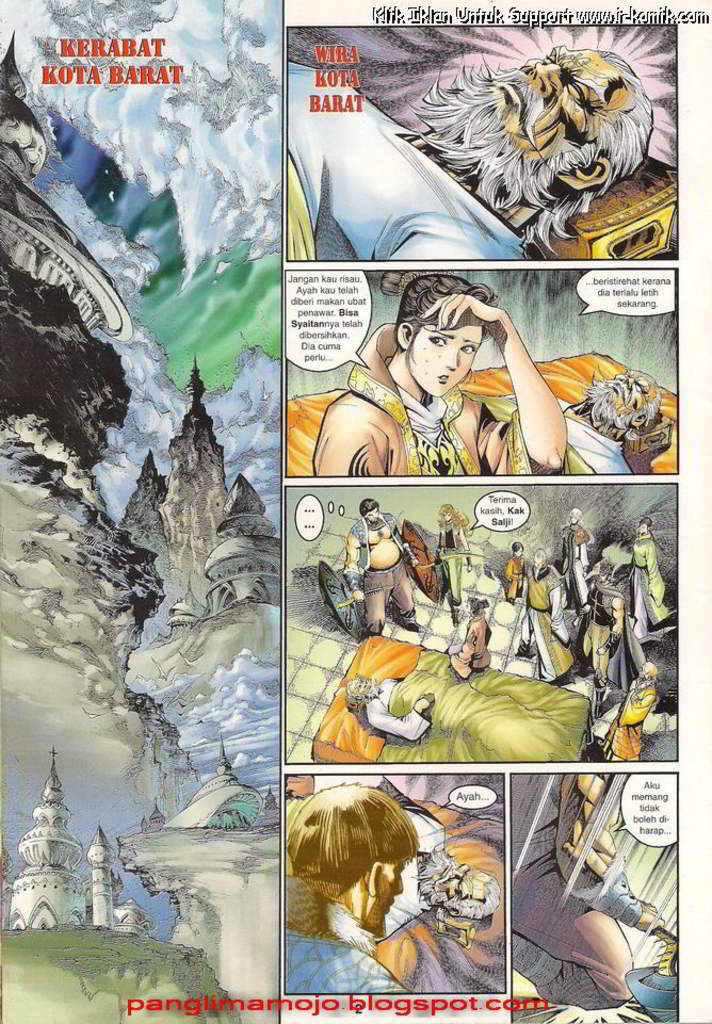 Klik Iklan Untuk Support www.i-komik.com
KERABAT
KOTA BARAT
WIRA
KOTA
BARAT
Jangan kau risau.
Ayah kau telah
diberi makan ubat
penawar. Bisa
Syaitannya telah
dibersihkan.
Dia cuma
perlu...
...beristirehat kerana
dia terlalu letih
sekarang.
...
...
Terima
kasih, Kak
Salji!
Ayah...
Aku
memang
tidak
boleh di-
harap...
2
panglimamojo.blogspot.com